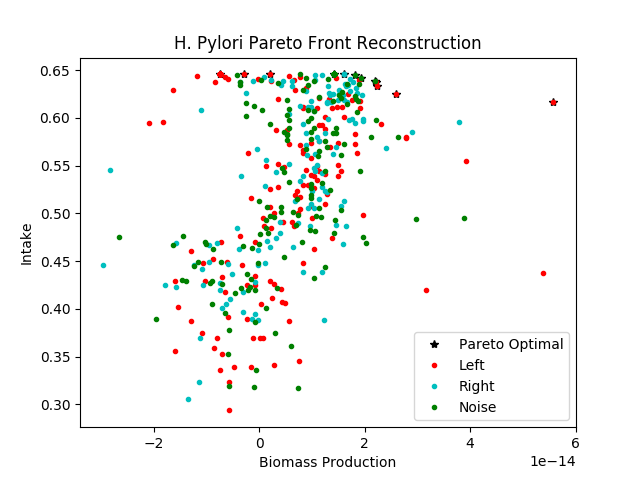 H. Pylori Pareto Front Reconstruction
Intake
0.65
0.60
0.55
0.50
0.45
0.40
0.35
0.30
Pareto Optimal
Left
Right
Noise
−2
0
2
4
6
Biomass Production
1e−14